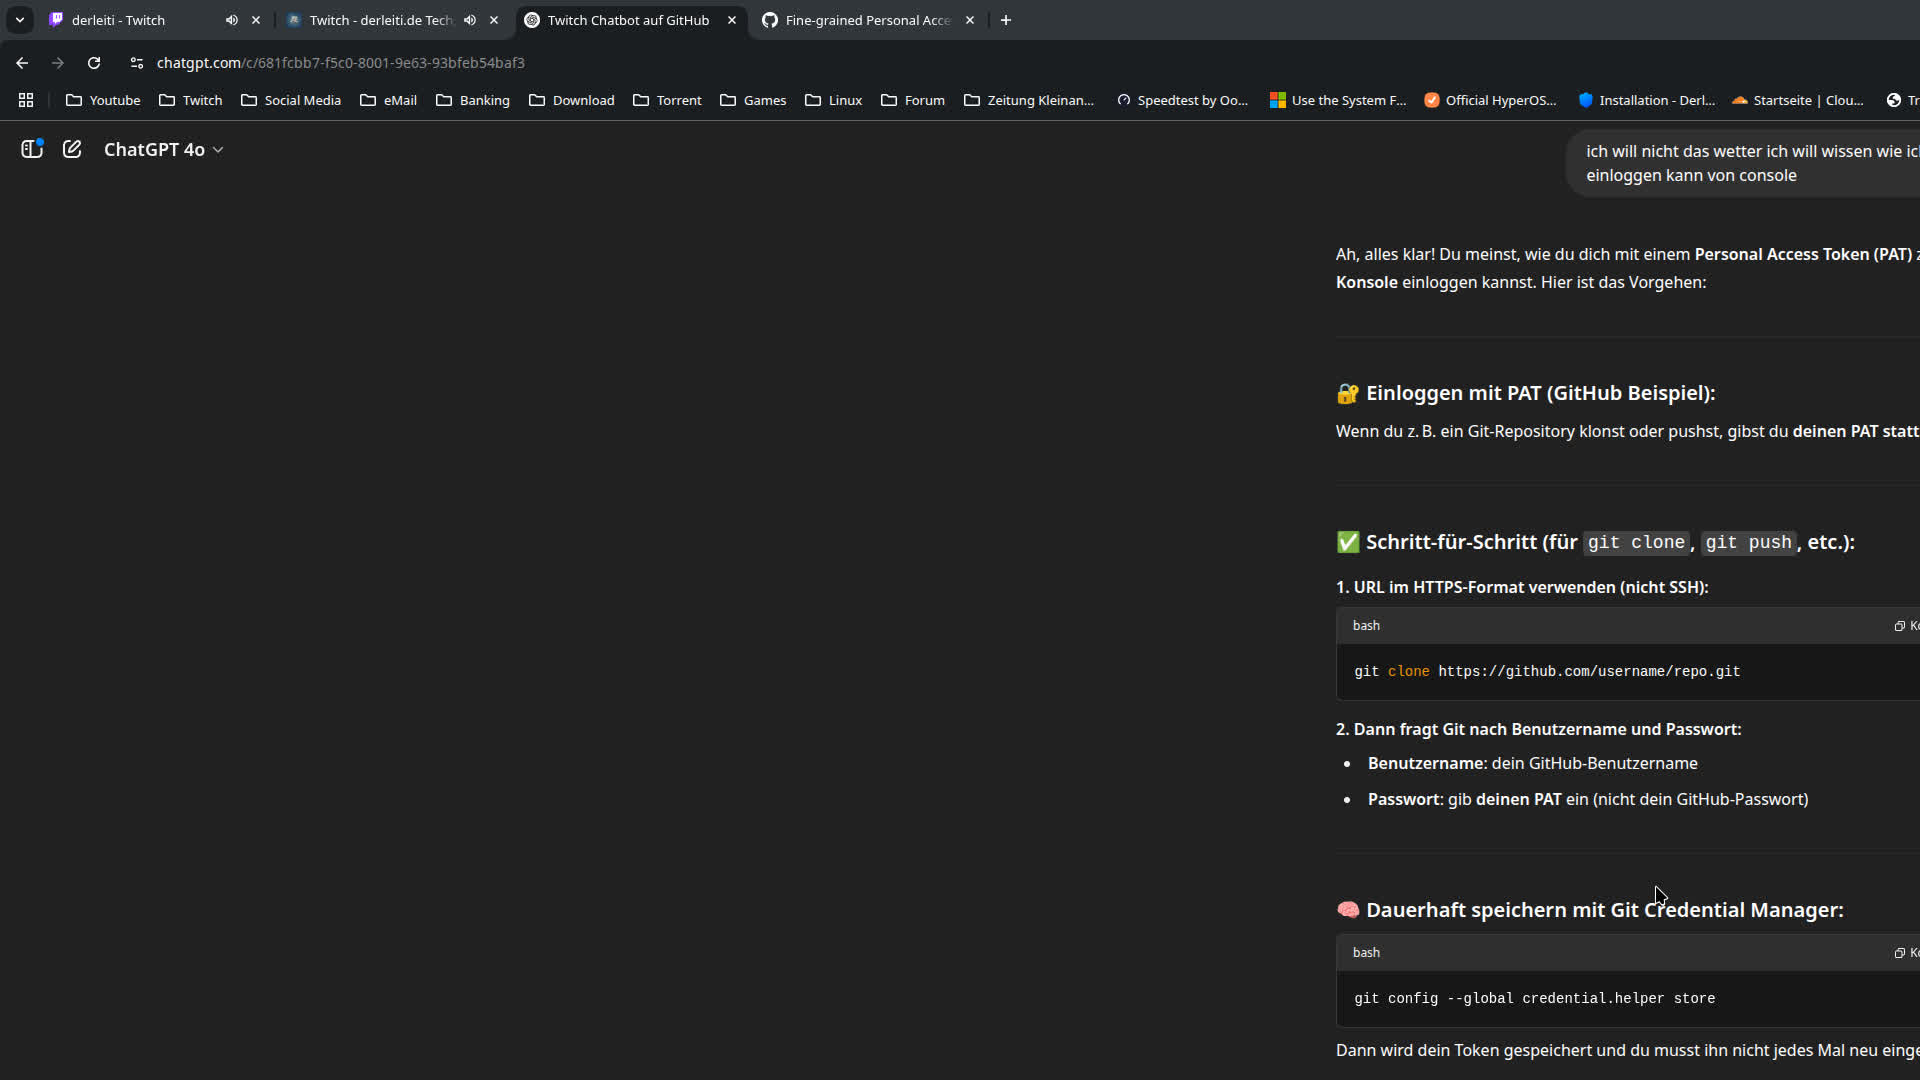 derleiti - Twitch
Twitch - derleiti.de Tech
Twitch Chatbot auf GitHub
Fine-grained Personal Acce
chatgpt.com/c/681fcbb7-f5c0-8001-9e63-93bfeb54baf3
Youtube
Twitch
Social Media
eMail
Banking
Download
Torrent
Games
Linux
Forum
Zeitung Kleinan...
Speedtest by Oo...
Use the System F...
Official HyperOS...
Installation - Derl...
Startseite | Clou...
Tr
ChatGPT 4o
ich will nicht das wetter ich will wissen wie ich
einloggen kann von console
Ah, alles klar! Du meinst, wie du dich mit einem Personal Access Token (PAT) z
Konsole einloggen kannst. Hier ist das Vorgehen:
🔐 Einloggen mit PAT (GitHub Beispiel):
Wenn du z. B. ein Git-Repository klonst oder pushst, gibst du deinen PAT statt
✅ Schritt-für-Schritt (für git clone, git push, etc.):
1. URL im HTTPS-Format verwenden (nicht SSH):
bash
Ko
git clone https://github.com/username/repo.git
2. Dann fragt Git nach Benutzername und Passwort:
• Benutzername: dein GitHub-Benutzername
• Passwort: gib deinen PAT ein (nicht dein GitHub-Passwort)
🧠 Dauerhaft speichern mit Git Credential Manager:
bash
Ko
git config --global credential.helper store
Dann wird dein Token gespeichert und du musst ihn nicht jedes Mal neu einge